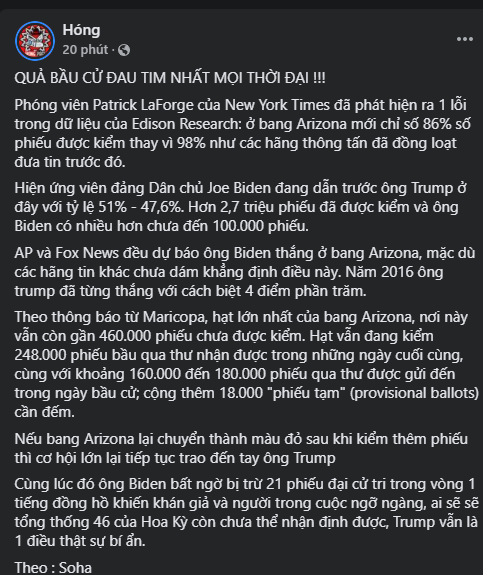 Hóng
20 phút ·
QUẢ BẦU CỬ ĐAU TIM NHẤT MỌI THỜI ĐẠI !!!
Phóng viên Patrick LaForge của New York Times đã phát hiện ra 1 lỗi
trong dữ liệu của Edison Research: ở bang Arizona mới chỉ số 86% số
phiếu được kiểm thay vì 98% như các hãng thông tấn đã đồng loạt
đưa tin trước đó.
Hiện ứng viên đảng Dân chủ Joe Biden đang dẫn trước ông Trump ở
đây với tỷ lệ 51% - 47,6%. Hơn 2,7 triệu phiếu đã được kiểm và ông
Biden có nhiều hơn chưa đến 100.000 phiếu.
AP và Fox News đều dự báo ông Biden thắng ở bang Arizona, mặc dù
các hãng tin khác chưa dám khẳng định điều này. Năm 2016 ông
trump đã từng thắng với cách biệt 4 điểm phần trăm.
Theo thông báo từ Maricopa, hạt lớn nhất của bang Arizona, nơi này
vẫn còn gần 460.000 phiếu chưa được kiểm. Hạt vẫn đang kiểm
248.000 phiếu bầu qua thư nhận được trong những ngày cuối cùng,
cùng với khoảng 160.000 đến 180.000 phiếu qua thư được gửi đến
trong ngày bầu cử; cộng thêm 18.000 "phiếu tạm" (provisional ballots)
cần đếm.
Nếu bang Arizona lại chuyển thành màu đỏ sau khi kiểm thêm phiếu
thì cơ hội lớn lại tiếp tục trao đến tay ông Trump
Cùng lúc đó ông Biden bất ngờ bị trừ 21 phiếu đại cử tri trong vòng 1
tiếng đồng hồ khiến khán giả và người trong cuộc ngỡ ngàng, ai sẽ sẽ
tổng thống 46 của Hoa Kỳ còn chưa thể nhận định được, Trump vẫn là
1 điều thật sự bí ẩn.
Theo : Soha